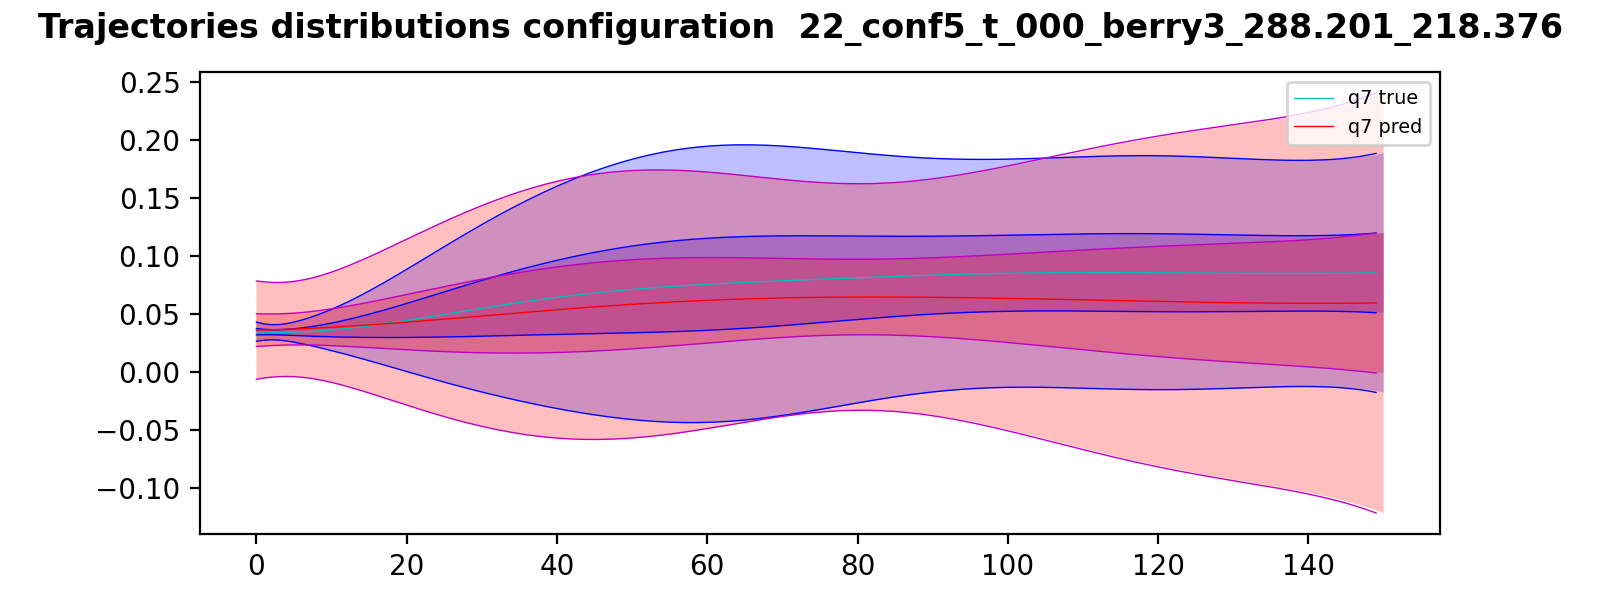 Trajectories distributions configuration  22_conf5_t_000_berry3_288.201_218.376
0.25
0.20
0.15
0.10
0.05
0.00
−0.05
−0.10
q7 true
q7 pred
0 20 40 60 80 100 120 140